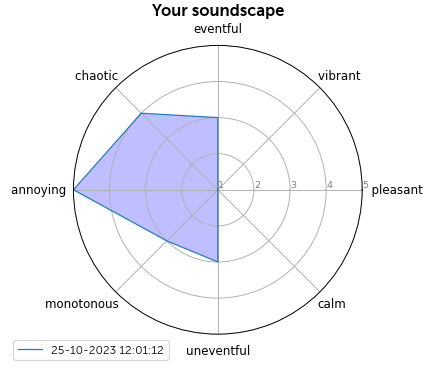 Your soundscape
eventful
chaotic
vibrant
annoying
1 2 3 4 5
pleasant
monotonous
calm
uneventful
25-10-2023 12:01:12